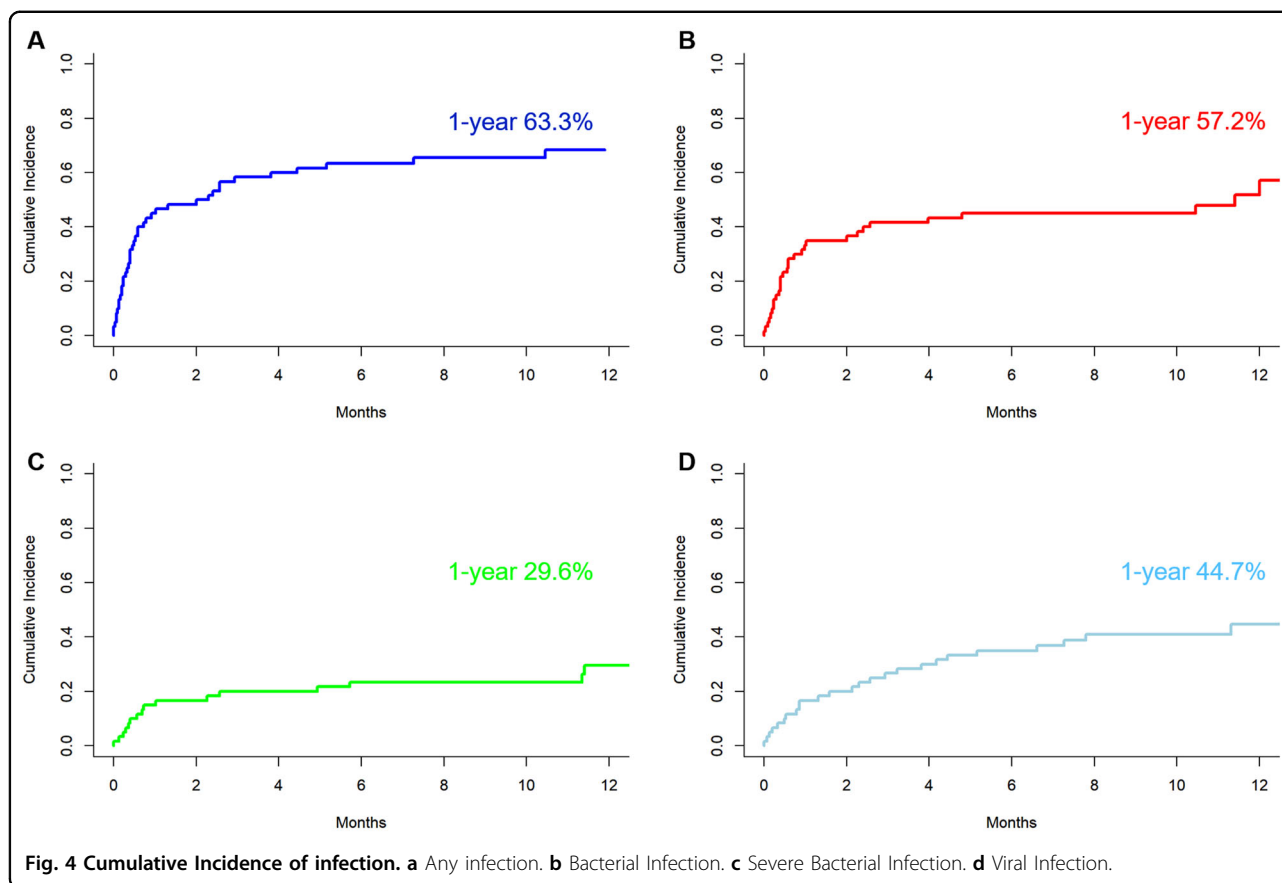 A
1.0
0.8
0.6
0.4
0.2
0.0
Cumulative Incidence
1-year 63.3%
0 2 4 6 8 10 12
Months
B
1.0
0.8
0.6
0.4
0.2
0.0
Cumulative Incidence
1-year 57.2%
0 2 4 6 8 10 12
Months
C
1.0
0.8
0.6
0.4
0.2
0.0
Cumulative Incidence
1-year 29.6%
0 2 4 6 8 10 12
Months
D
1.0
0.8
0.6
0.4
0.2
0.0
Cumulative Incidence
1-year 44.7%
0 2 4 6 8 10 12
Months
Fig. 4 Cumulative Incidence of infection. a Any infection. b Bacterial Infection. c Severe Bacterial Infection. d Viral Infection.